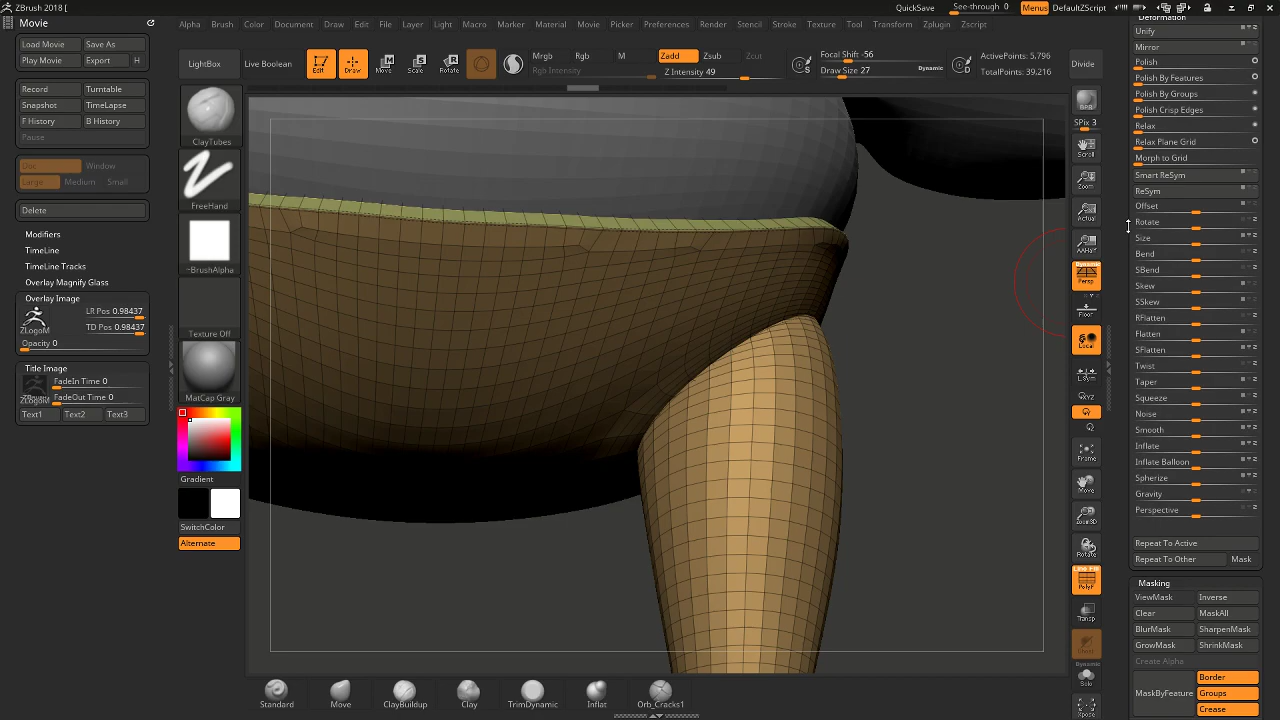 ZBrush 2018 [
QuickSave
See-through 0
Menus
DefaultZScript
Movie
Alpha Brush Color Document Draw Edit File Layer Light Macro Marker Material Movie Picker Preferences Render Stencil Stroke Texture Tool Transform Zplugin Zscript
Load Movie
Save As
Play Movie
Export
H
Record
Turntable
Snapshot
TimeLapse
F History
B History
Pause
Doc
Window
Large
Medium
Small
Delete
Modifiers
TimeLine
TimeLine Tracks
Overlay Magnify Glass
Overlay Image
LR Pos 0.98437
TD Pos 0.98437
ZLogoM
Opacity 0
Title Image
FadeIn Time 0
FadeOut Time 0
Text1
Text2
Text3
LightBox
Live Boolean
Edit
Draw
Move
Scale
Rotate
Mrgb
Rgb
M
Rgb Intensity
Zadd
Zsub
Zcut
Z Intensity 49
Focal Shift -56
Draw Size 27
Dynamic
S
D
ActivePoints: 5,796
TotalPoints: 39,216
Divide
ClayTubes
FreeHand
~BrushAlpha
Texture Off
MatCap Gray
Gradient
SwitchColor
Alternate
BPR
SPix 3
Scroll
Zoom
Actual
AAHalf
Dynamic
Persp
Floor
Local
L.Sym
Frame
Move
Zoom3D
Rotate
Line Fill
PolyF
Transp
Ghost
Dynamic
Solo
Xpose
Deformation
Unify
Mirror
Polish
Polish By Features
Polish By Groups
Polish Crisp Edges
Relax
Relax Plane Grid
Morph to Grid
Smart ReSym
ReSym
Offset
Rotate
Size
Bend
SBend
Skew
SSkew
RFlatten
Flatten
SFlatten
Twist
Taper
Squeeze
Noise
Smooth
Inflate
Inflate Balloon
Spherize
Gravity
Perspective
Repeat To Active
Repeat To Other
Mask
Masking
ViewMask
Inverse
Clear
MaskAll
BlurMask
SharpenMask
GrowMask
ShrinkMask
Create Alpha
MaskByFeature
Border
Groups
Crease
Standard
Move
ClayBuildup
Clay
TrimDynamic
Inflat
Orb_Cracks1